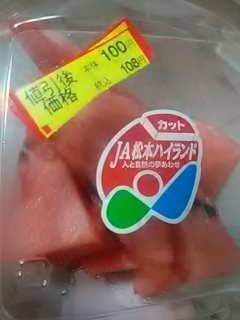 値引後
価格
本体 100円
税込 108円
カット
JA松本ハイランド
人と自然の夢あわせ